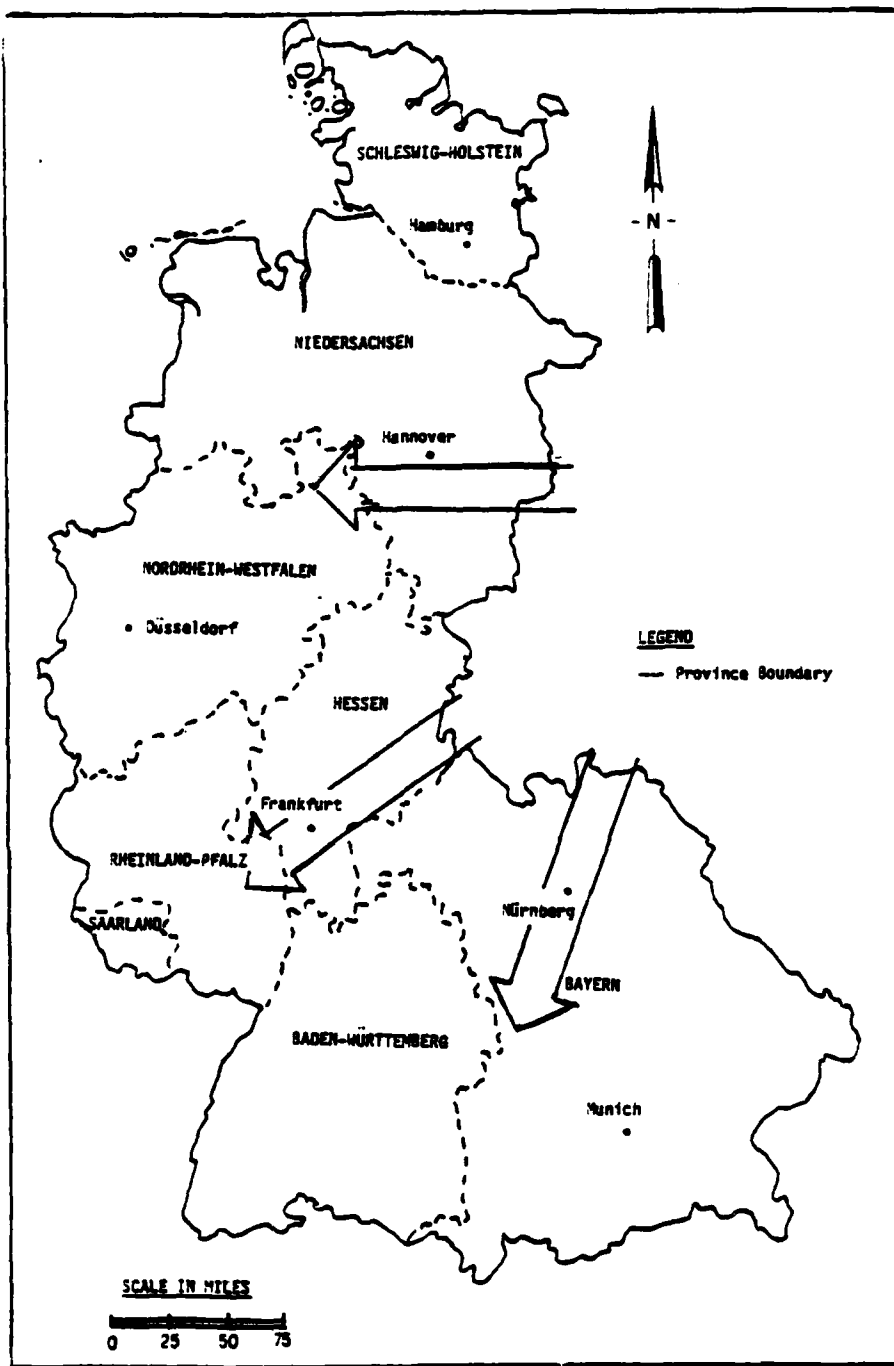 SCHLESWIG-HOLSTEIN
- N -
Hamburg
NIEDERSACHSEN
Hannover
NORDRHEIN-WESTFALEN
Düsseldorf
LEGEND
--- Province Boundary
HESSEN
Frankfurt
RHEINLAND-PFALZ
Nürnberg
SAARLAND
BAYERN
BADEN-WÜRTTEMBERG
Munich
SCALE IN MILES
0 25 50 75